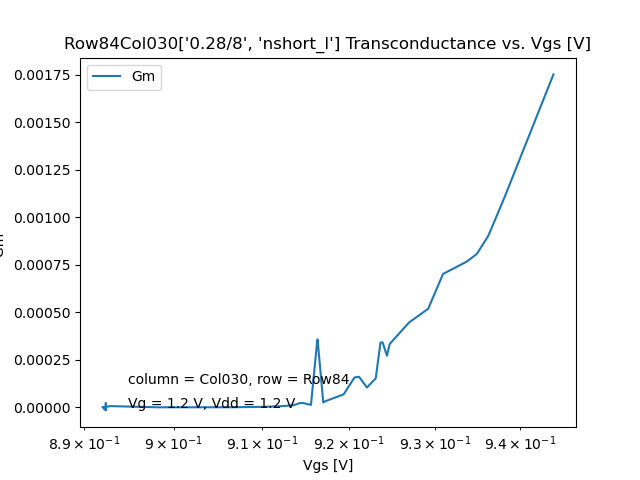 Row84Col030['0.28/8', 'nshort_l'] Transconductance vs. Vgs [V]
Gm
0.00175
0.00150
0.00125
0.00100
0.00075
0.00050
0.00025
0.00000
column = Col030, row = Row84
Vg = 1.2 V, Vdd = 1.2 V
8.9 × 10⁻¹ 9 × 10⁻¹ 9.1 × 10⁻¹ 9.2 × 10⁻¹ 9.3 × 10⁻¹ 9.4 × 10⁻¹
Vgs [V]